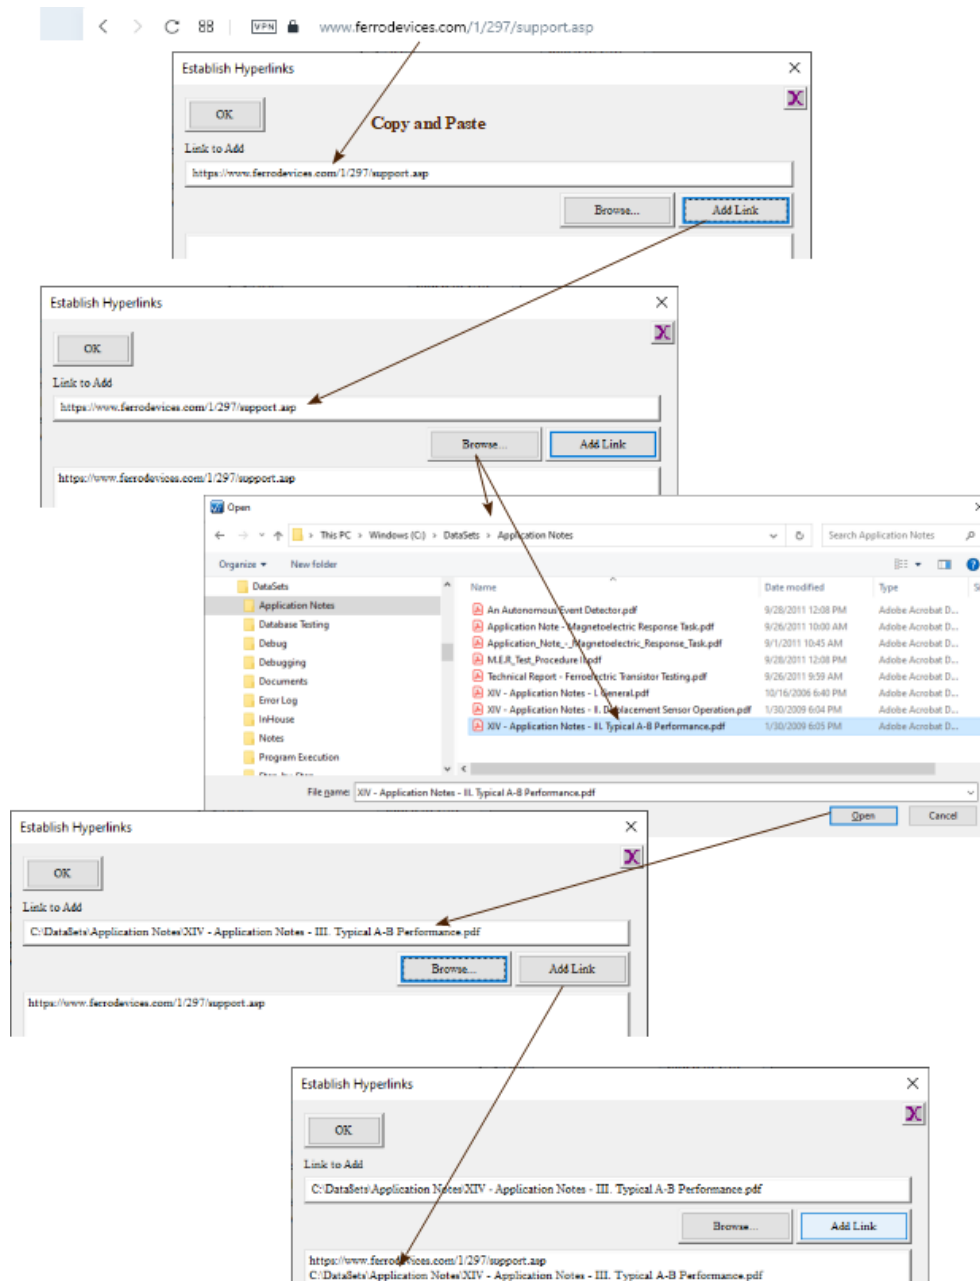 VPN www.ferrodevices.com/1/297/support.asp
Establish Hyperlinks
OK
Copy and Paste
Link to Add
https://www.ferrodevices.com/1/297/support.asp
Browse... Add Link
Establish Hyperlinks
OK
Link to Add
https://www.ferrodevices.com/1/297/support.asp
Browse... Add Link
https://www.ferrodevices.com/1/297/support.asp
Open
This PC > Windows (C:) > DataSets > Application Notes Search Application Notes
Organize New folder
DataSets Name Date modified Type
Application Notes An Autonomous Event Detector.pdf 9/28/2011 12:08 PM Adobe Acrobat D...
Database Testing Application Note - Magnetoelectric Response Task.pdf 9/26/2011 10:00 AM Adobe Acrobat D...
Debug Application_Note_-_Magnetoelectric_Response_Task.pdf 9/1/2011 10:45 AM Adobe Acrobat D...
Debugging M.E.R_Test_Procedure II.pdf 9/28/2011 12:08 PM Adobe Acrobat D...
Documents Technical Report - Ferroelectric Transistor Testing.pdf 9/26/2011 9:59 AM Adobe Acrobat D...
Error Log XIV - Application Notes - I. General.pdf 10/16/2006 6:40 PM Adobe Acrobat D...
InHouse XIV - Application Notes - II. Displacement Sensor Operation.pdf 1/30/2009 6:04 PM Adobe Acrobat D...
Notes XIV - Application Notes - III. Typical A-B Performance.pdf 1/30/2009 6:05 PM Adobe Acrobat D...
Program Execution
File name: XIV - Application Notes - III. Typical A-B Performance.pdf
Open Cancel
Establish Hyperlinks
OK
Link to Add
C:\DataSets\Application Notes\XIV - Application Notes - III. Typical A-B Performance.pdf
Browse... Add Link
https://www.ferrodevices.com/1/297/support.asp
Establish Hyperlinks
OK
Link to Add
C:\DataSets\Application Notes\XIV - Application Notes - III. Typical A-B Performance.pdf
Browse... Add Link
https://www.ferrodevices.com/1/297/support.asp
C:\DataSets\Application Notes\XIV - Application Notes - III. Typical A-B Performance.pdf